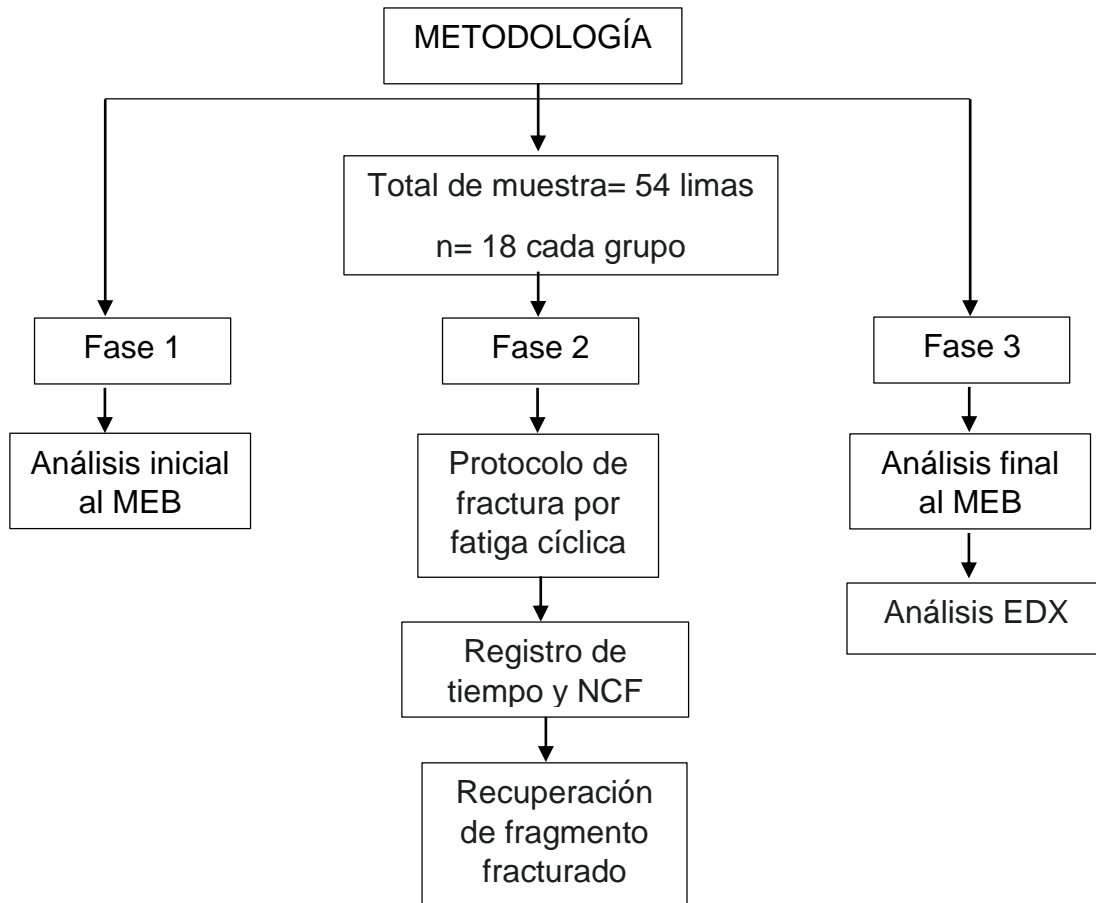 METODOLOGÍA
Total de muestra= 54 limas
n= 18 cada grupo
Fase 1
Análisis inicial
al MEB
Fase 2
Protocolo de
fractura por
fatiga cíclica
Registro de
tiempo y NCF
Recuperación
de fragmento
fracturado
Fase 3
Análisis final
al MEB
Análisis EDX